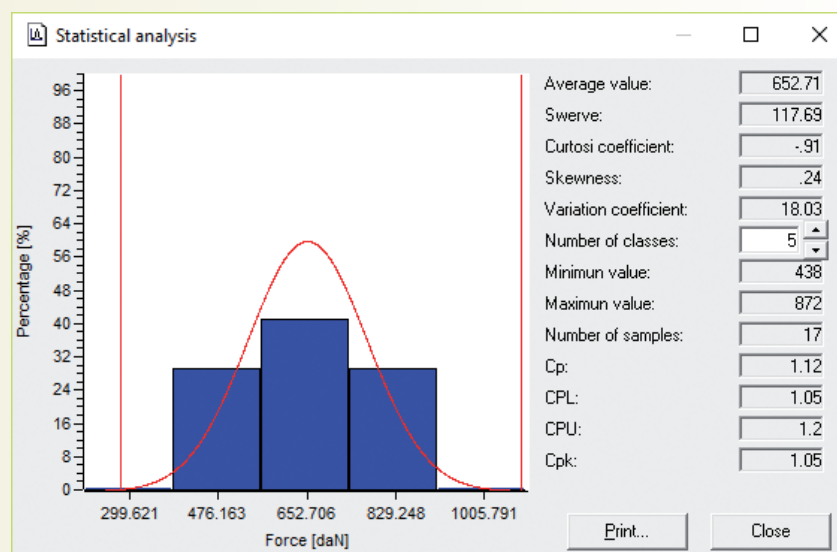 Statistical analysis
Percentage [%]
96
88
80
72
64
56
48
40
32
24
16
8
0
299.621 476.163 652.706 829.248 1005.791
Force [daN]
Average value: 652.71
Swerve: 117.69
Curtosi coefficient: -.91
Skewness: .24
Variation coefficient: 18.03
Number of classes: 5
Minimun value: 438
Maximun value: 872
Number of samples: 17
Cp: 1.12
CPL: 1.05
CPU: 1.2
Cpk: 1.05
Print... Close